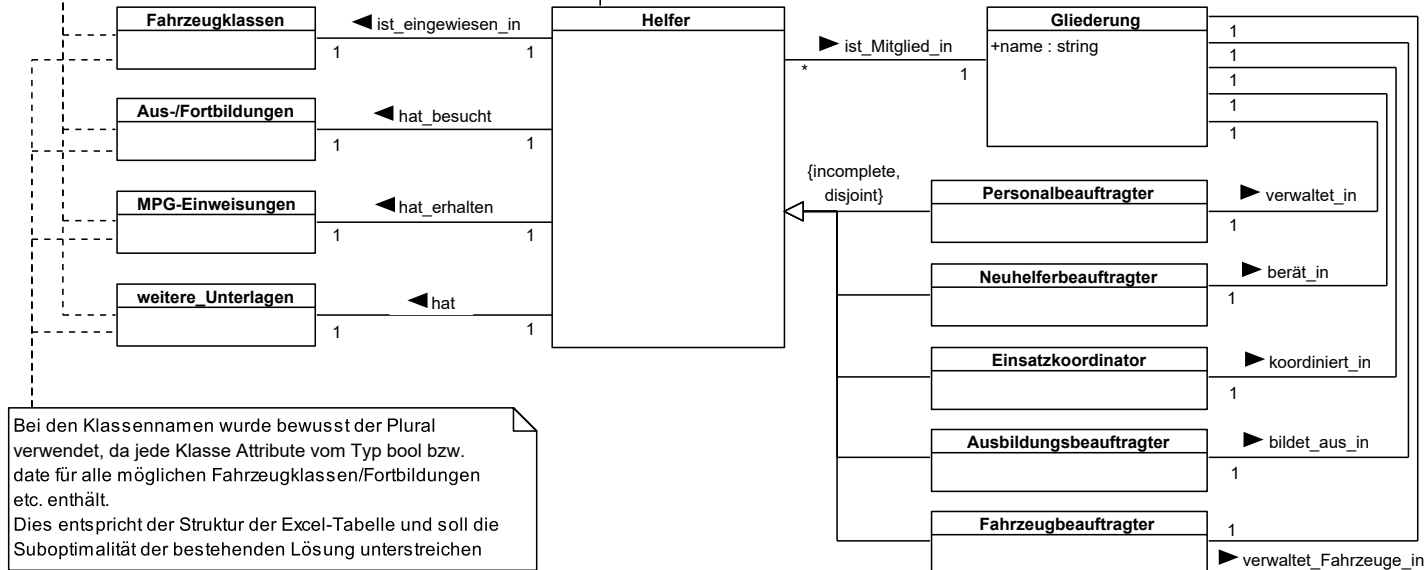 Fahrzeugklassen
ist_eingewiesen_in
1
1
Helfer
ist_Mitglied_in
*
1
Gliederung
+name : string
1
1
1
1
1
Aus-/Fortbildungen
hat_besucht
1
1
MPG-Einweisungen
hat_erhalten
1
1
weitere_Unterlagen
hat
1
1
{incomplete,
disjoint}
Personalbeauftragter
verwaltet_in
1
Neuhelferbeauftragter
berät_in
1
Einsatzkoordinator
koordiniert_in
1
Ausbildungsbeauftragter
bildet_aus_in
1
Fahrzeugbeauftragter
1
verwaltet_Fahrzeuge_in
Bei den Klassennamen wurde bewusst der Plural
verwendet, da jede Klasse Attribute vom Typ bool bzw.
date für alle möglichen Fahrzeugklassen/Fortbildungen
etc. enthält.
Dies entspricht der Struktur der Excel-Tabelle und soll die
Suboptimalität der bestehenden Lösung unterstreichen